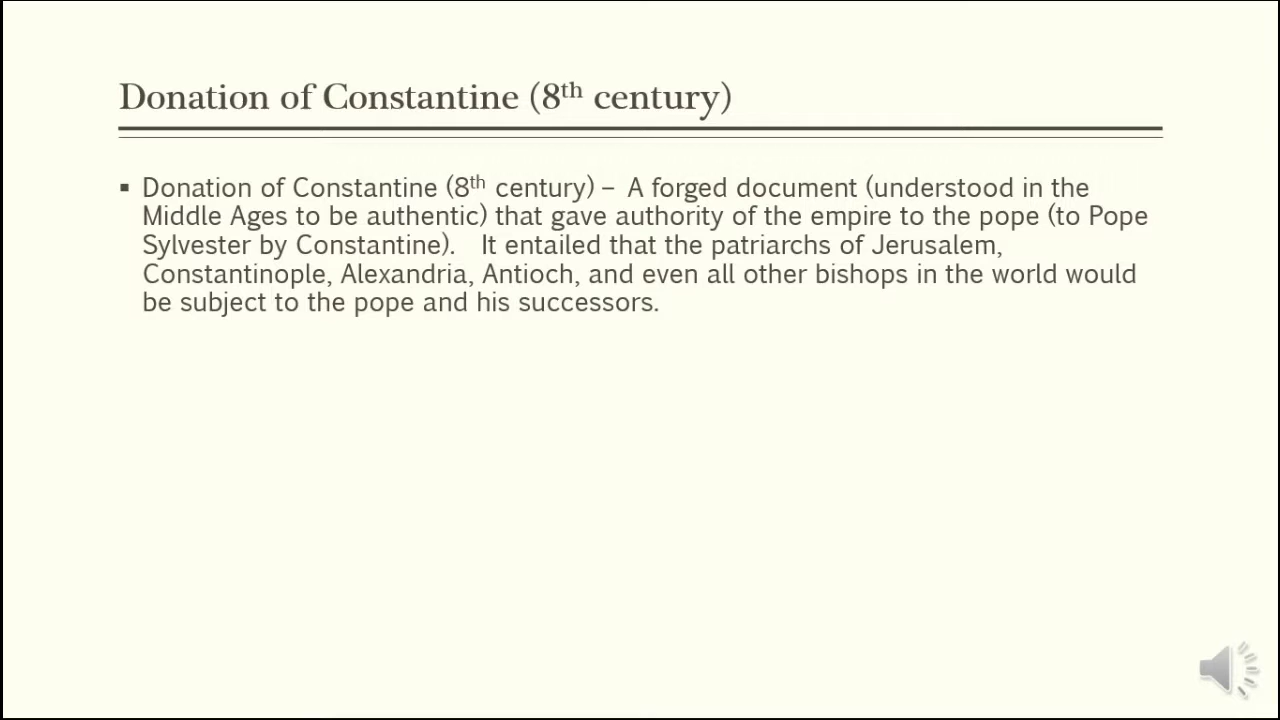 Donation of Constantine (8th century)
▪ Donation of Constantine (8th century) – A forged document (understood in the
Middle Ages to be authentic) that gave authority of the empire to the pope (to Pope
Sylvester by Constantine). It entailed that the patriarchs of Jerusalem,
Constantinople, Alexandria, Antioch, and even all other bishops in the world would
be subject to the pope and his successors.